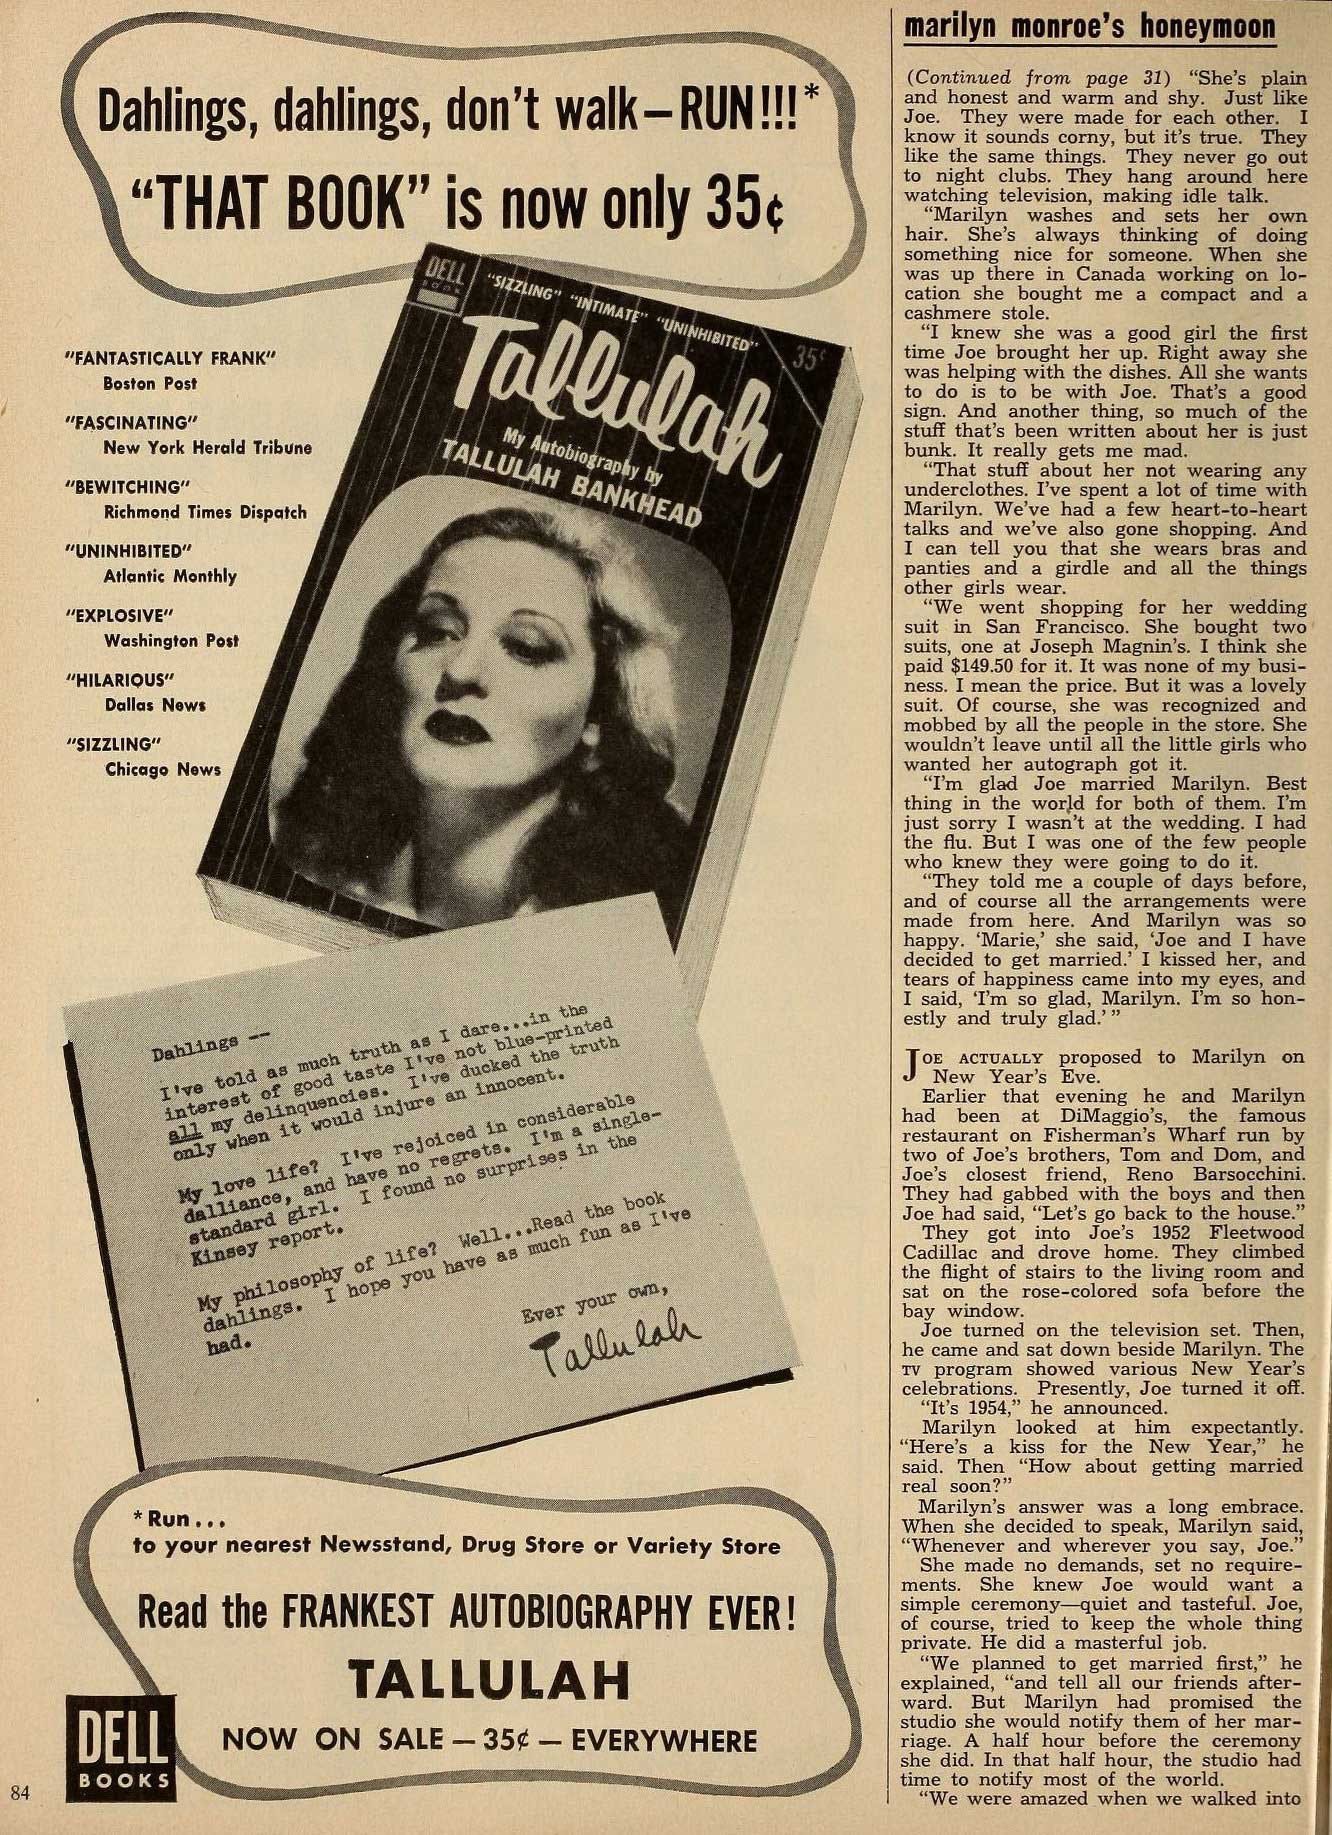 Dahlings, dahlings, don't walk—RUN!!!*
"THAT BOOK" is now only 35¢
DELL
BOOK
"SIZZLING" "INTIMATE" "UNINHIBITED"
35¢
Tallulah
My Autobiography by
TALLULAH BANKHEAD
"FANTASTICALLY FRANK"
Boston Post
"FASCINATING"
New York Herald Tribune
"BEWITCHING"
Richmond Times Dispatch
"UNINHIBITED"
Atlantic Monthly
"EXPLOSIVE"
Washington Post
"HILARIOUS"
Dallas News
"SIZZLING"
Chicago News
Dahlings --
I've told as much truth as I dare...in the
interest of good taste I've not blue-printed
all my delinquencies. I've ducked the truth
only when it would injure an innocent.
My love life? I've rejoiced in considerable
dalliance, and have no regrets. I'm a single-
standard girl. I found no surprises in the
Kinsey report.
My philosophy of life? Well...Read the book
dahlings. I hope you have as much fun as I've
had.
Ever your own,
Tallulah
*Run...
to your nearest Newsstand, Drug Store or Variety Store
Read the FRANKEST AUTOBIOGRAPHY EVER!
TALLULAH
NOW ON SALE — 35¢ — EVERYWHERE
DELL
BOOKS
84
marilyn monroe's honeymoon
(Continued from page 31) "She's plain
and honest and warm and shy. Just like
Joe. They were made for each other. I
know it sounds corny, but it's true. They
like the same things. They never go out
to night clubs. They hang around here
watching television, making idle talk.
"Marilyn washes and sets her own
hair. She's always thinking of doing
something nice for someone. When she
was up there in Canada working on lo-
cation she bought me a compact and a
cashmere stole.
"I knew she was a good girl the first
time Joe brought her up. Right away she
was helping with the dishes. All she wants
to do is to be with Joe. That's a good
sign. And another thing, so much of the
stuff that's been written about her is just
bunk. It really gets me mad.
"That stuff about her not wearing any
underclothes. I've spent a lot of time with
Marilyn. We've had a few heart-to-heart
talks and we've also gone shopping. And
I can tell you that she wears bras and
panties and a girdle and all the things
other girls wear.
"We went shopping for her wedding
suit in San Francisco. She bought two
suits, one at Joseph Magnin's. I think she
paid $149.50 for it. It was none of my busi-
ness. I mean the price. But it was a lovely
suit. Of course, she was recognized and
mobbed by all the people in the store. She
wouldn't leave until all the little girls who
wanted her autograph got it.
"I'm glad Joe married Marilyn. Best
thing in the world for both of them. I'm
just sorry I wasn't at the wedding. I had
the flu. But I was one of the few people
who knew they were going to do it.
"They told me a couple of days before,
and of course all the arrangements were
made from here. And Marilyn was so
happy. 'Marie,' she said, 'Joe and I have
decided to get married.' I kissed her, and
tears of happiness came into my eyes, and
I said, 'I'm so glad, Marilyn. I'm so hon-
estly and truly glad.'"
JOE ACTUALLY proposed to Marilyn on
New Year's Eve.
Earlier that evening he and Marilyn
had been at DiMaggio's, the famous
restaurant on Fisherman's Wharf run by
two of Joe's brothers, Tom and Dom, and
Joe's closest friend, Reno Barsocchini.
They had gabbed with the boys and then
Joe had said, "Let's go back to the house."
They got into Joe's 1952 Fleetwood
Cadillac and drove home. They climbed
the flight of stairs to the living room and
sat on the rose-colored sofa before the
bay window.
Joe turned on the television set. Then,
he came and sat down beside Marilyn. The
TV program showed various New Year's
celebrations. Presently, Joe turned it off.
"It's 1954," he announced.
Marilyn looked at him expectantly.
"Here's a kiss for the New Year," he
said. Then "How about getting married
real soon?"
Marilyn's answer was a long embrace.
When she decided to speak, Marilyn said,
"Whenever and wherever you say, Joe."
She made no demands, set no require-
ments. She knew Joe would want a
simple ceremony—quiet and tasteful. Joe,
of course, tried to keep the whole thing
private. He did a masterful job.
"We planned to get married first," he
explained, "and tell all our friends after-
ward. But Marilyn had promised the
studio she would notify them of her mar-
riage. A half hour before the ceremony
she did. In that half hour, the studio had
time to notify most of the world.
"We were amazed when we walked into